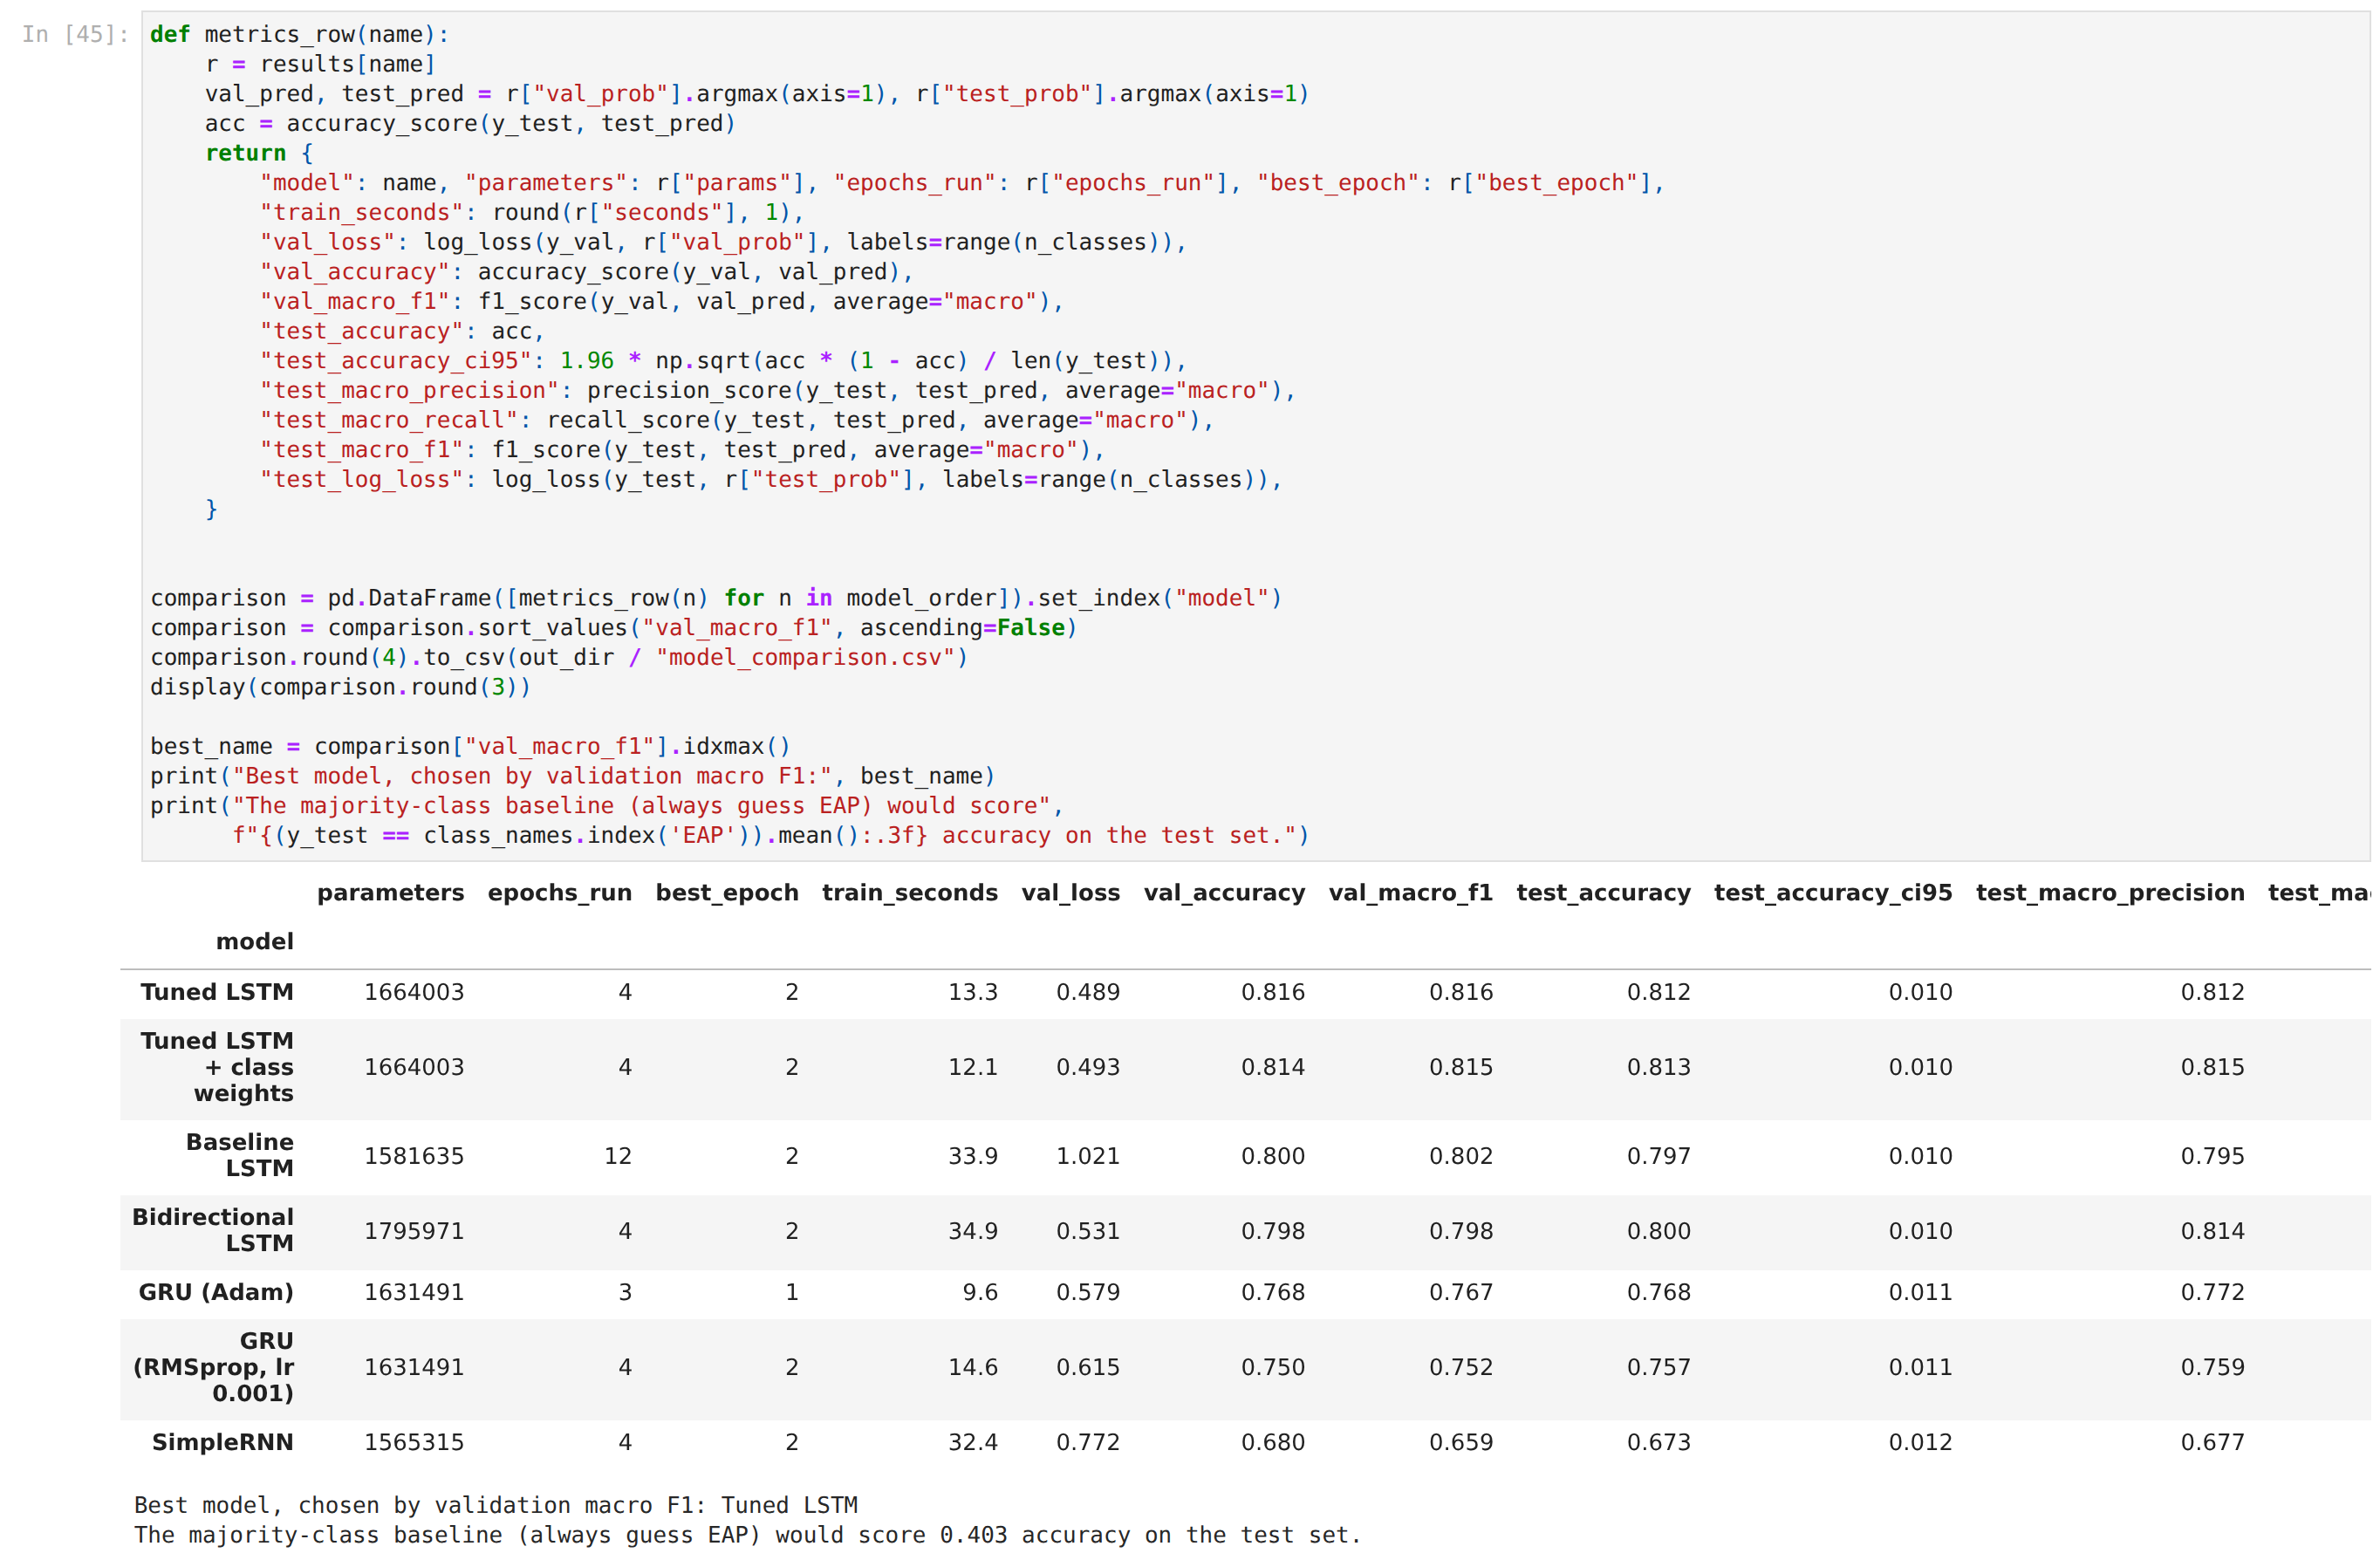 In [45]:
def metrics_row(name):
    r = results[name]
    val_pred, test_pred = r["val_prob"].argmax(axis=1), r["test_prob"].argmax(axis=1)
    acc = accuracy_score(y_test, test_pred)
    return {
        "model": name, "parameters": r["params"], "epochs_run": r["epochs_run"], "best_epoch": r["best_epoch"],
        "train_seconds": round(r["seconds"], 1),
        "val_loss": log_loss(y_val, r["val_prob"], labels=range(n_classes)),
        "val_accuracy": accuracy_score(y_val, val_pred),
        "val_macro_f1": f1_score(y_val, val_pred, average="macro"),
        "test_accuracy": acc,
        "test_accuracy_ci95": 1.96 * np.sqrt(acc * (1 - acc) / len(y_test)),
        "test_macro_precision": precision_score(y_test, test_pred, average="macro"),
        "test_macro_recall": recall_score(y_test, test_pred, average="macro"),
        "test_macro_f1": f1_score(y_test, test_pred, average="macro"),
        "test_log_loss": log_loss(y_test, r["test_prob"], labels=range(n_classes)),
    }
comparison = pd.DataFrame([metrics_row(n) for n in model_order]).set_index("model")
comparison = comparison.sort_values("val_macro_f1", ascending=False)
comparison.round(4).to_csv(out_dir / "model_comparison.csv")
display(comparison.round(3))
best_name = comparison["val_macro_f1"].idxmax()
print("Best model, chosen by validation macro F1:", best_name)
print("The majority-class baseline (always guess EAP) would score",
      f"{(y_test == class_names.index('EAP')).mean():.3f} accuracy on the test set.")
parameters epochs_run best_epoch train_seconds val_loss val_accuracy val_macro_f1 test_accuracy test_accuracy_ci95 test_macro_precision
model
Tuned LSTM 1664003 4 2 13.3 0.489 0.816 0.816 0.812 0.010 0.812
Tuned LSTM
+ class 1664003 4 2 12.1 0.493 0.814 0.815 0.813 0.010 0.815
weights
Baseline
LSTM 1581635 12 2 33.9 1.021 0.800 0.802 0.797 0.010 0.795
Bidirectional
LSTM 1795971 4 2 34.9 0.531 0.798 0.798 0.800 0.010 0.814
GRU (Adam) 1631491 3 1 9.6 0.579 0.768 0.767 0.768 0.011 0.772
GRU
(RMSprop, lr 1631491 4 2 14.6 0.615 0.750 0.752 0.757 0.011 0.759
0.001)
SimpleRNN 1565315 4 2 32.4 0.772 0.680 0.659 0.673 0.012 0.677
Best model, chosen by validation macro F1: Tuned LSTM
The majority-class baseline (always guess EAP) would score 0.403 accuracy on the test set.